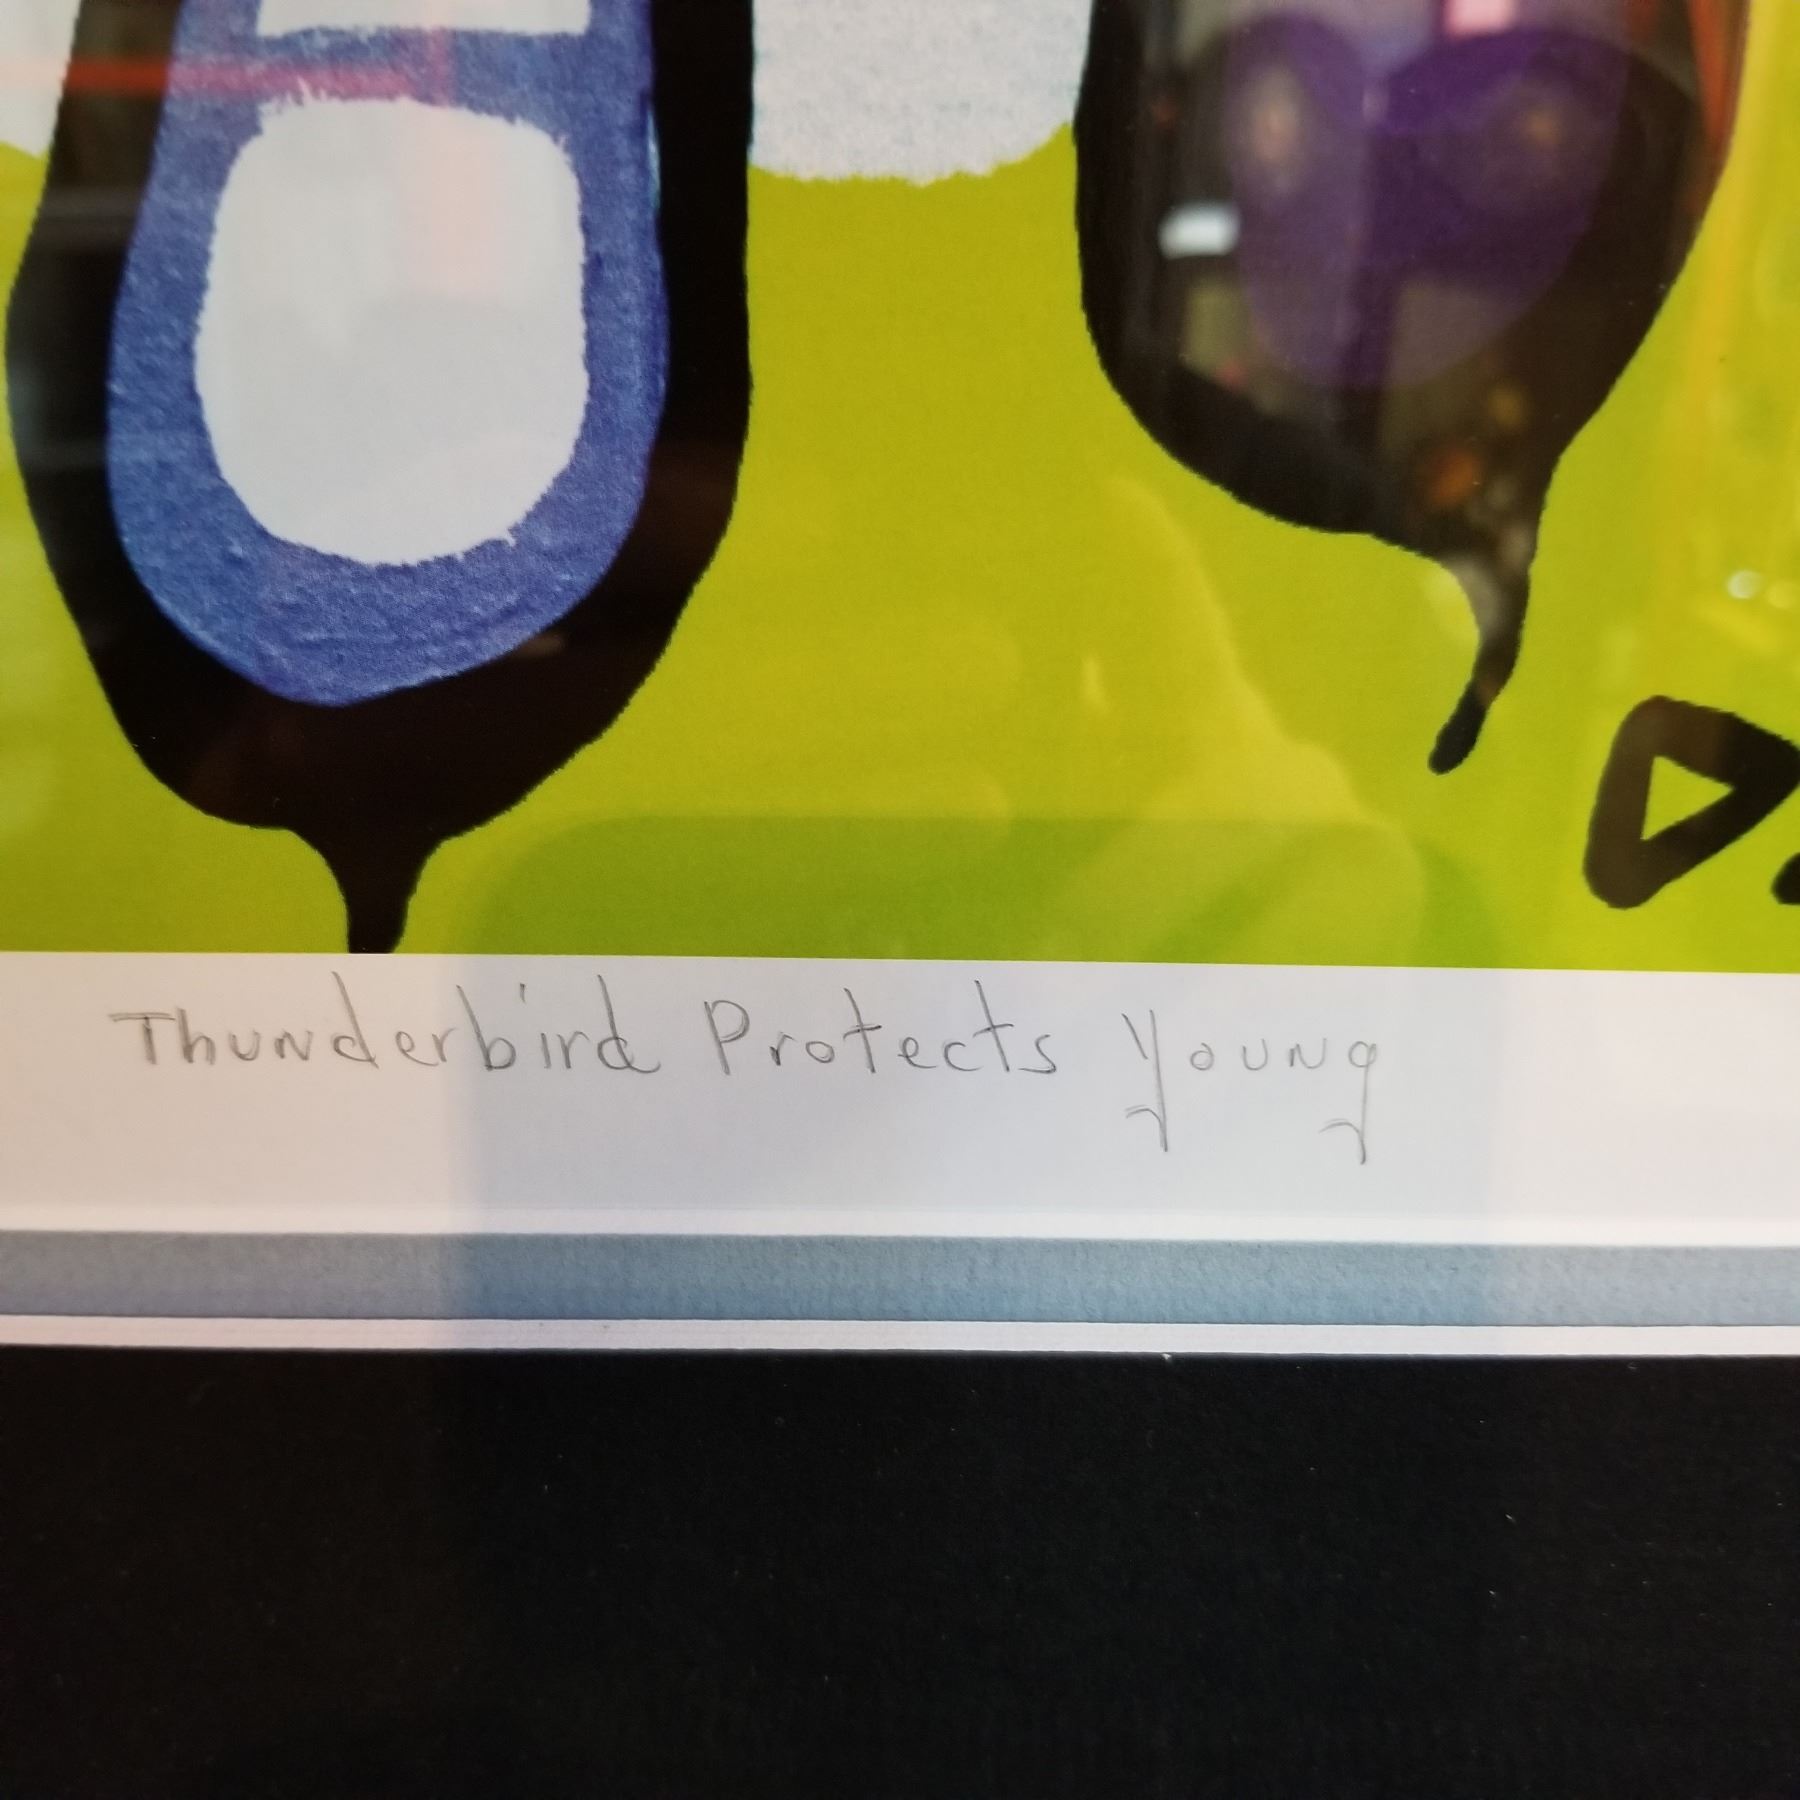 ᐅ
Thunderbird Protects Young